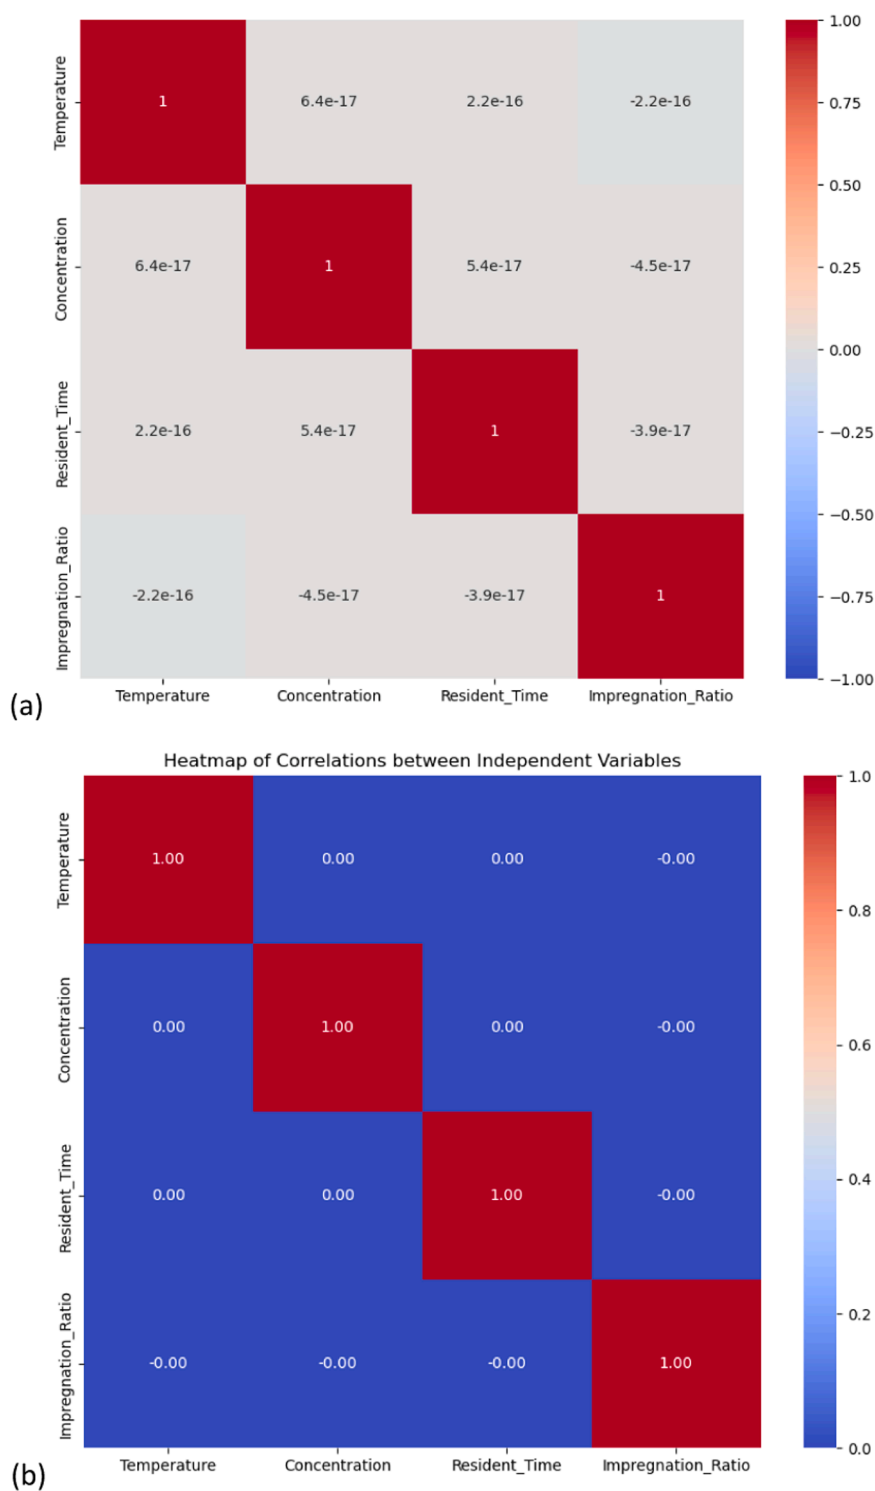 1.00
Temperature 1 6.4e-17 2.2e-16 -2.2e-16
0.75
0.50
Concentration 6.4e-17 1 5.4e-17 -4.5e-17
0.25
0.00
Resident_Time 2.2e-16 5.4e-17 1 -3.9e-17
−0.25
−0.50
Impregnation_Ratio -2.2e-16 -4.5e-17 -3.9e-17 1
−0.75
−1.00
Temperature Concentration Resident_Time Impregnation_Ratio
(a)
Heatmap of Correlations between Independent Variables
1.0
Temperature 1.00 0.00 0.00 -0.00
0.8
Concentration 0.00 1.00 0.00 -0.00
0.6
0.4
Resident_Time 0.00 0.00 1.00 -0.00
0.2
Impregnation_Ratio -0.00 -0.00 -0.00 1.00
0.0
Temperature Concentration Resident_Time Impregnation_Ratio
(b)